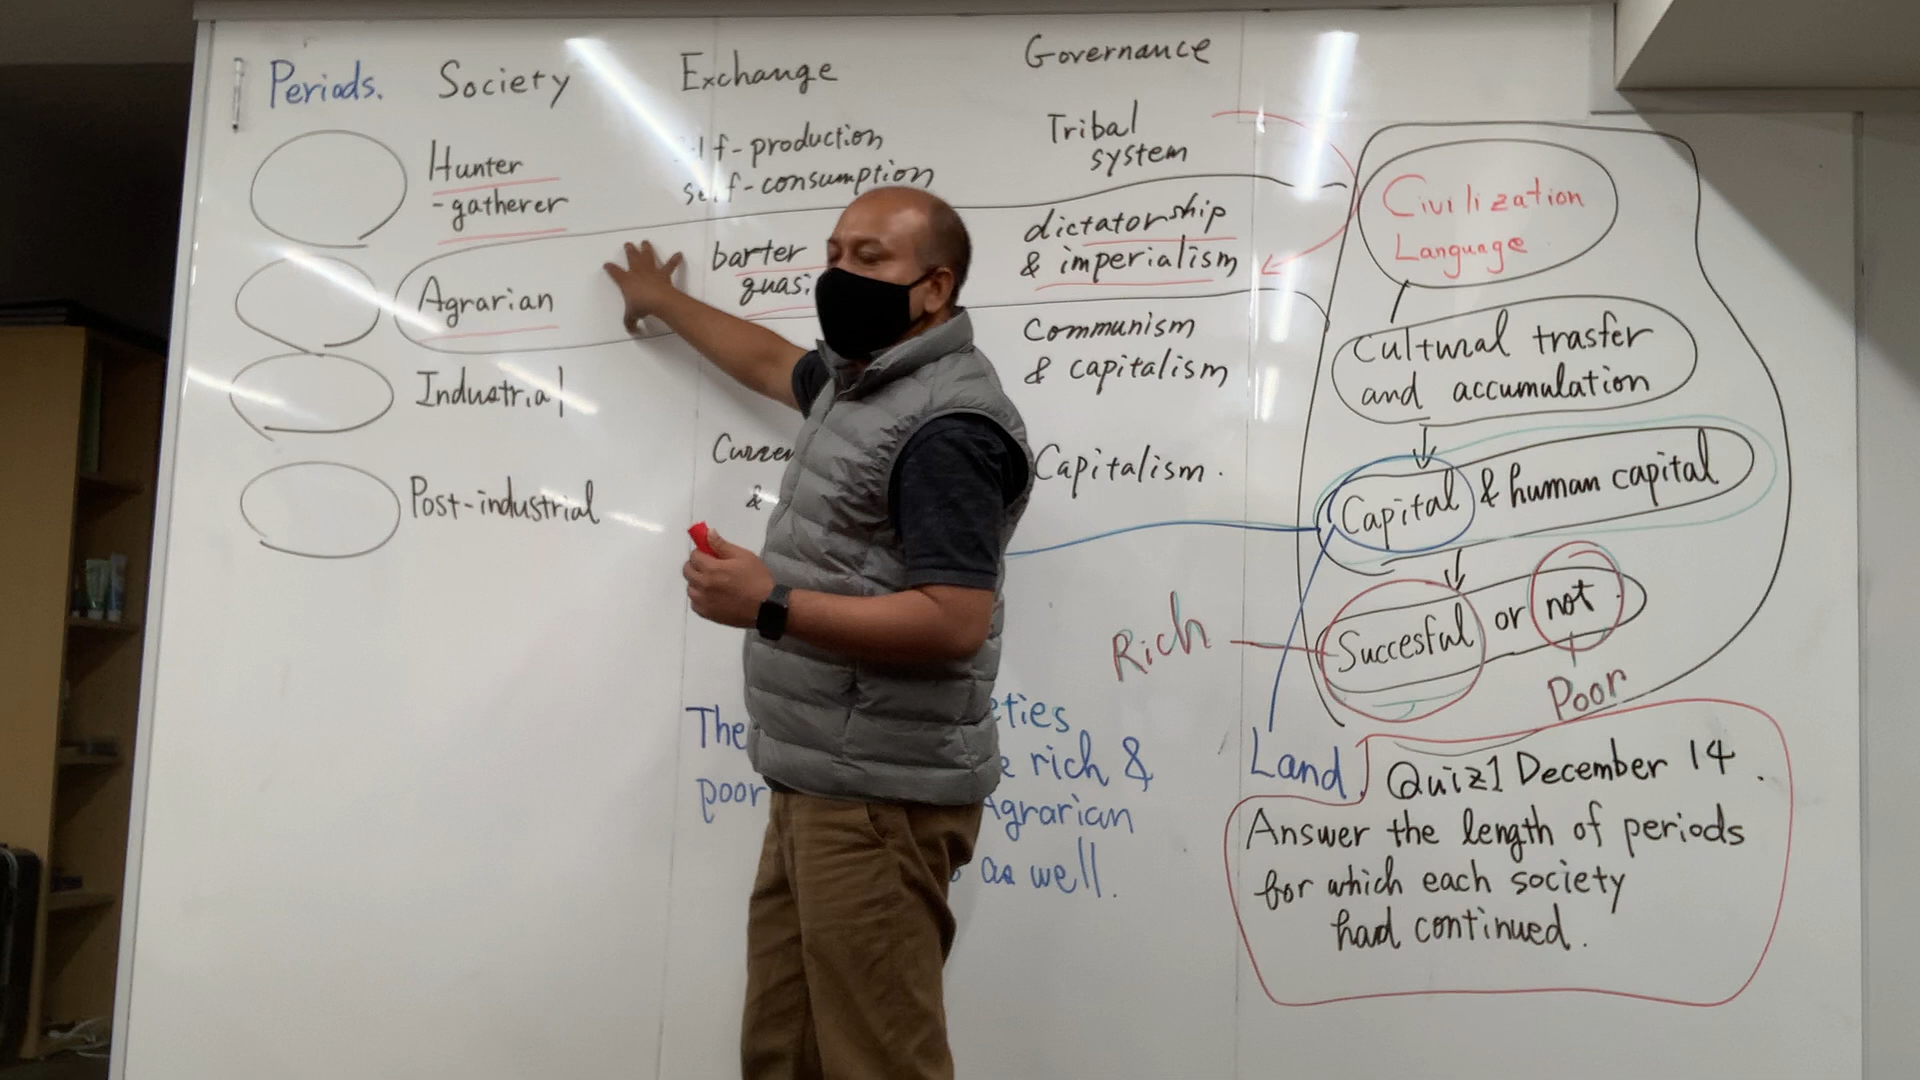 Periods. Society Exchange Governance
Hunter
-gatherer
self-consumption
Tribal
system
Agrarian
barter
dictatorship
& imperialism
Industrial
Communism
& capitalism
Post-industrial
&
Capitalism.
Civilization
Language
Cultural trasfer
and accumulation
Capital & human capital
Succesful or not.
Rich
Poor
Land.
The
rich &
poor Agrarian
as well.
Quiz1 December 14.
Answer the length of periods
for which each society
had continued.